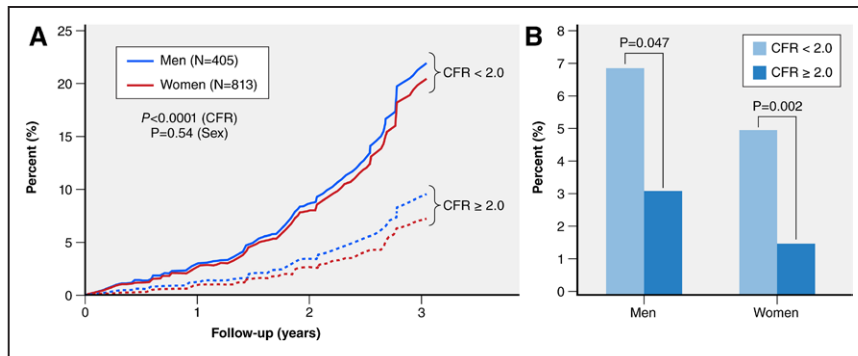 A
25
20
15
10
5
0
Percent (%)
Men (N=405)
Women (N=813)
P<0.0001 (CFR)
P=0.54 (Sex)
CFR < 2.0
CFR ≥ 2.0
0
1
2
3
Follow-up (years)
B
8
7
6
5
4
3
2
1
0
Percent (%)
P=0.047
CFR < 2.0
CFR ≥ 2.0
P=0.002
Men
Women